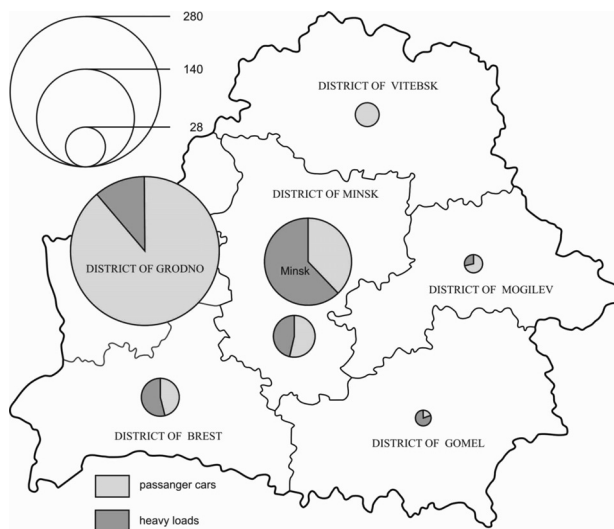 280
140
28
DISTRICT OF VITEBSK
DISTRICT OF MINSK
DISTRICT OF GRODNO
Minsk
DISTRICT OF MOGILEV
DISTRICT OF BREST
DISTRICT OF GOMEL
passanger cars
heavy loads